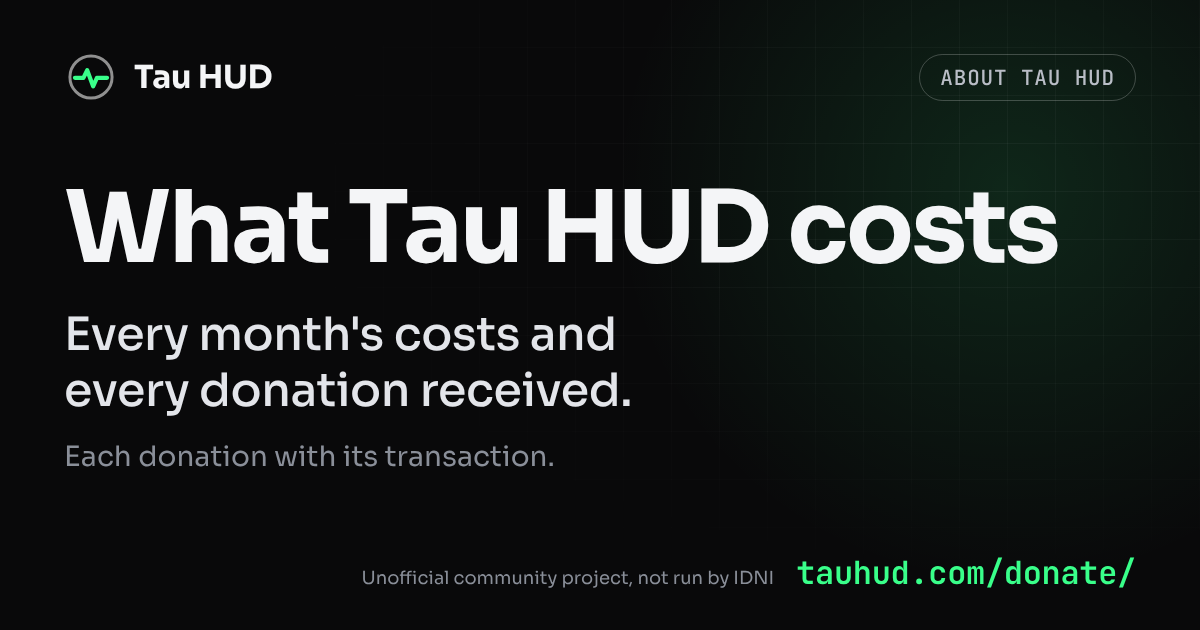 Tau HUD
ABOUT TAU HUD
What Tau HUD costs
Every month's costs and
every donation received.
Each donation with its transaction.
Unofficial community project, not run by IDNI
tauhud.com/donate/